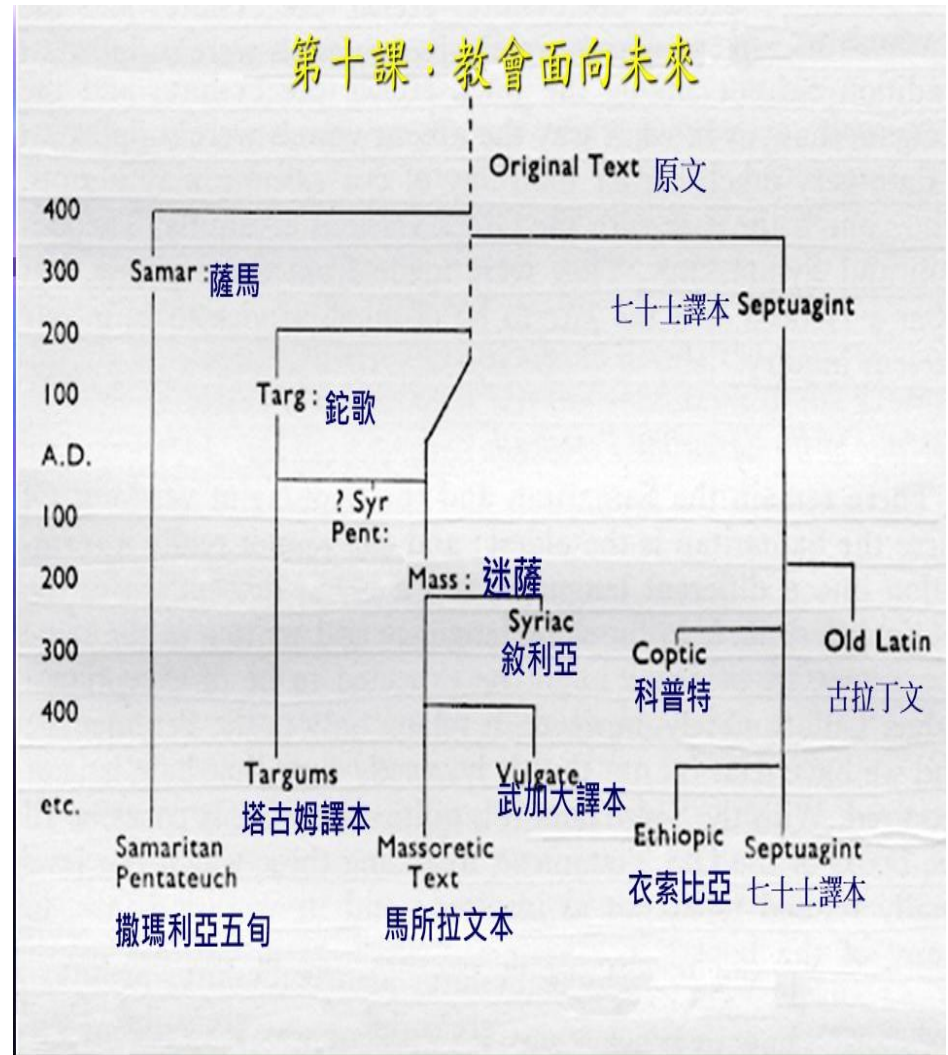 第十課：教會面向未來
Original Text 原文
400
300
Samar : 薩馬
七十士譯本 Septuagint
200
100
Targ : 鉈歌
A.D.
? Syr
Pent:
100
200
Mass : 迷薩
Syriac
敘利亞
300
Coptic
科普特
Old Latin
古拉丁文
400
Targums
塔古姆譯本
Vulgate
武加大譯本
etc.
Samaritan
Pentateuch
撒瑪利亞五旬
Massoretic
Text
馬所拉文本
Ethiopic
衣索比亞
Septuagint
七十士譯本